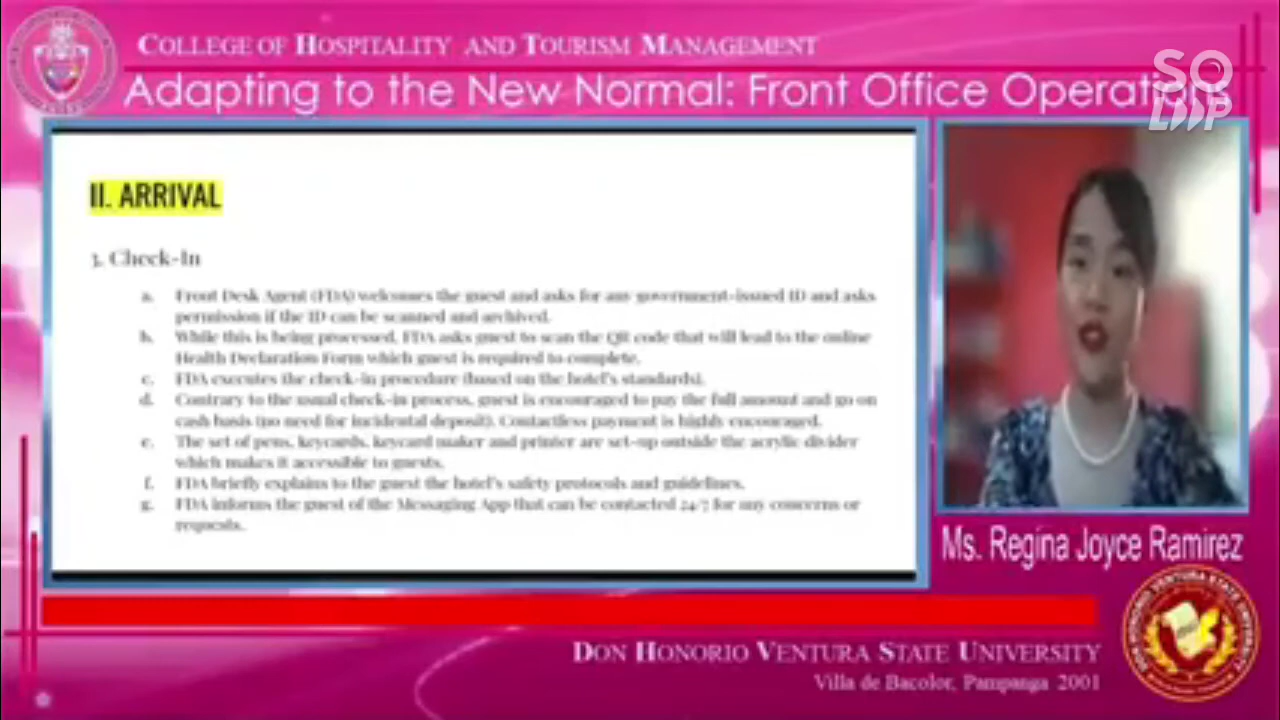 COLLEGE OF HOSPITALITY AND TOURISM MANAGEMENT
Adapting to the New Normal: Front Office Operations
SOLOOP
II. ARRIVAL
3. Check-In
a. Front Desk Agent (FDA) welcomes the guest and asks for any government-issued ID and asks
permission if the ID can be scanned and archived.
b. While this is being processed, FDA asks guest to scan the QR code that will lead to the online
Health Declaration Form which guest is required to complete.
c. FDA executes the check-in procedure (based on the hotel's standards).
d. Contrary to the usual check-in process, guest is encouraged to pay the full amount and go on
cash basis (no need for incidental deposit). Contactless payment is highly encouraged.
e. The set of pens, keycards, keycard maker and printer are set-up outside the acrylic divider
which makes it accessible to guests.
f. FDA briefly explains to the guest the hotel's safety protocols and guidelines.
g. FDA informs the guest of the Messaging App that can be contacted 24/7 for any concerns or
requests.
Ms. Regina Joyce Ramirez
DON HONORIO VENTURA STATE UNIVERSITY
DON HONORIO VENTURA STATE UNIVERSITY
Villa de Bacolor, Pampanga 2001